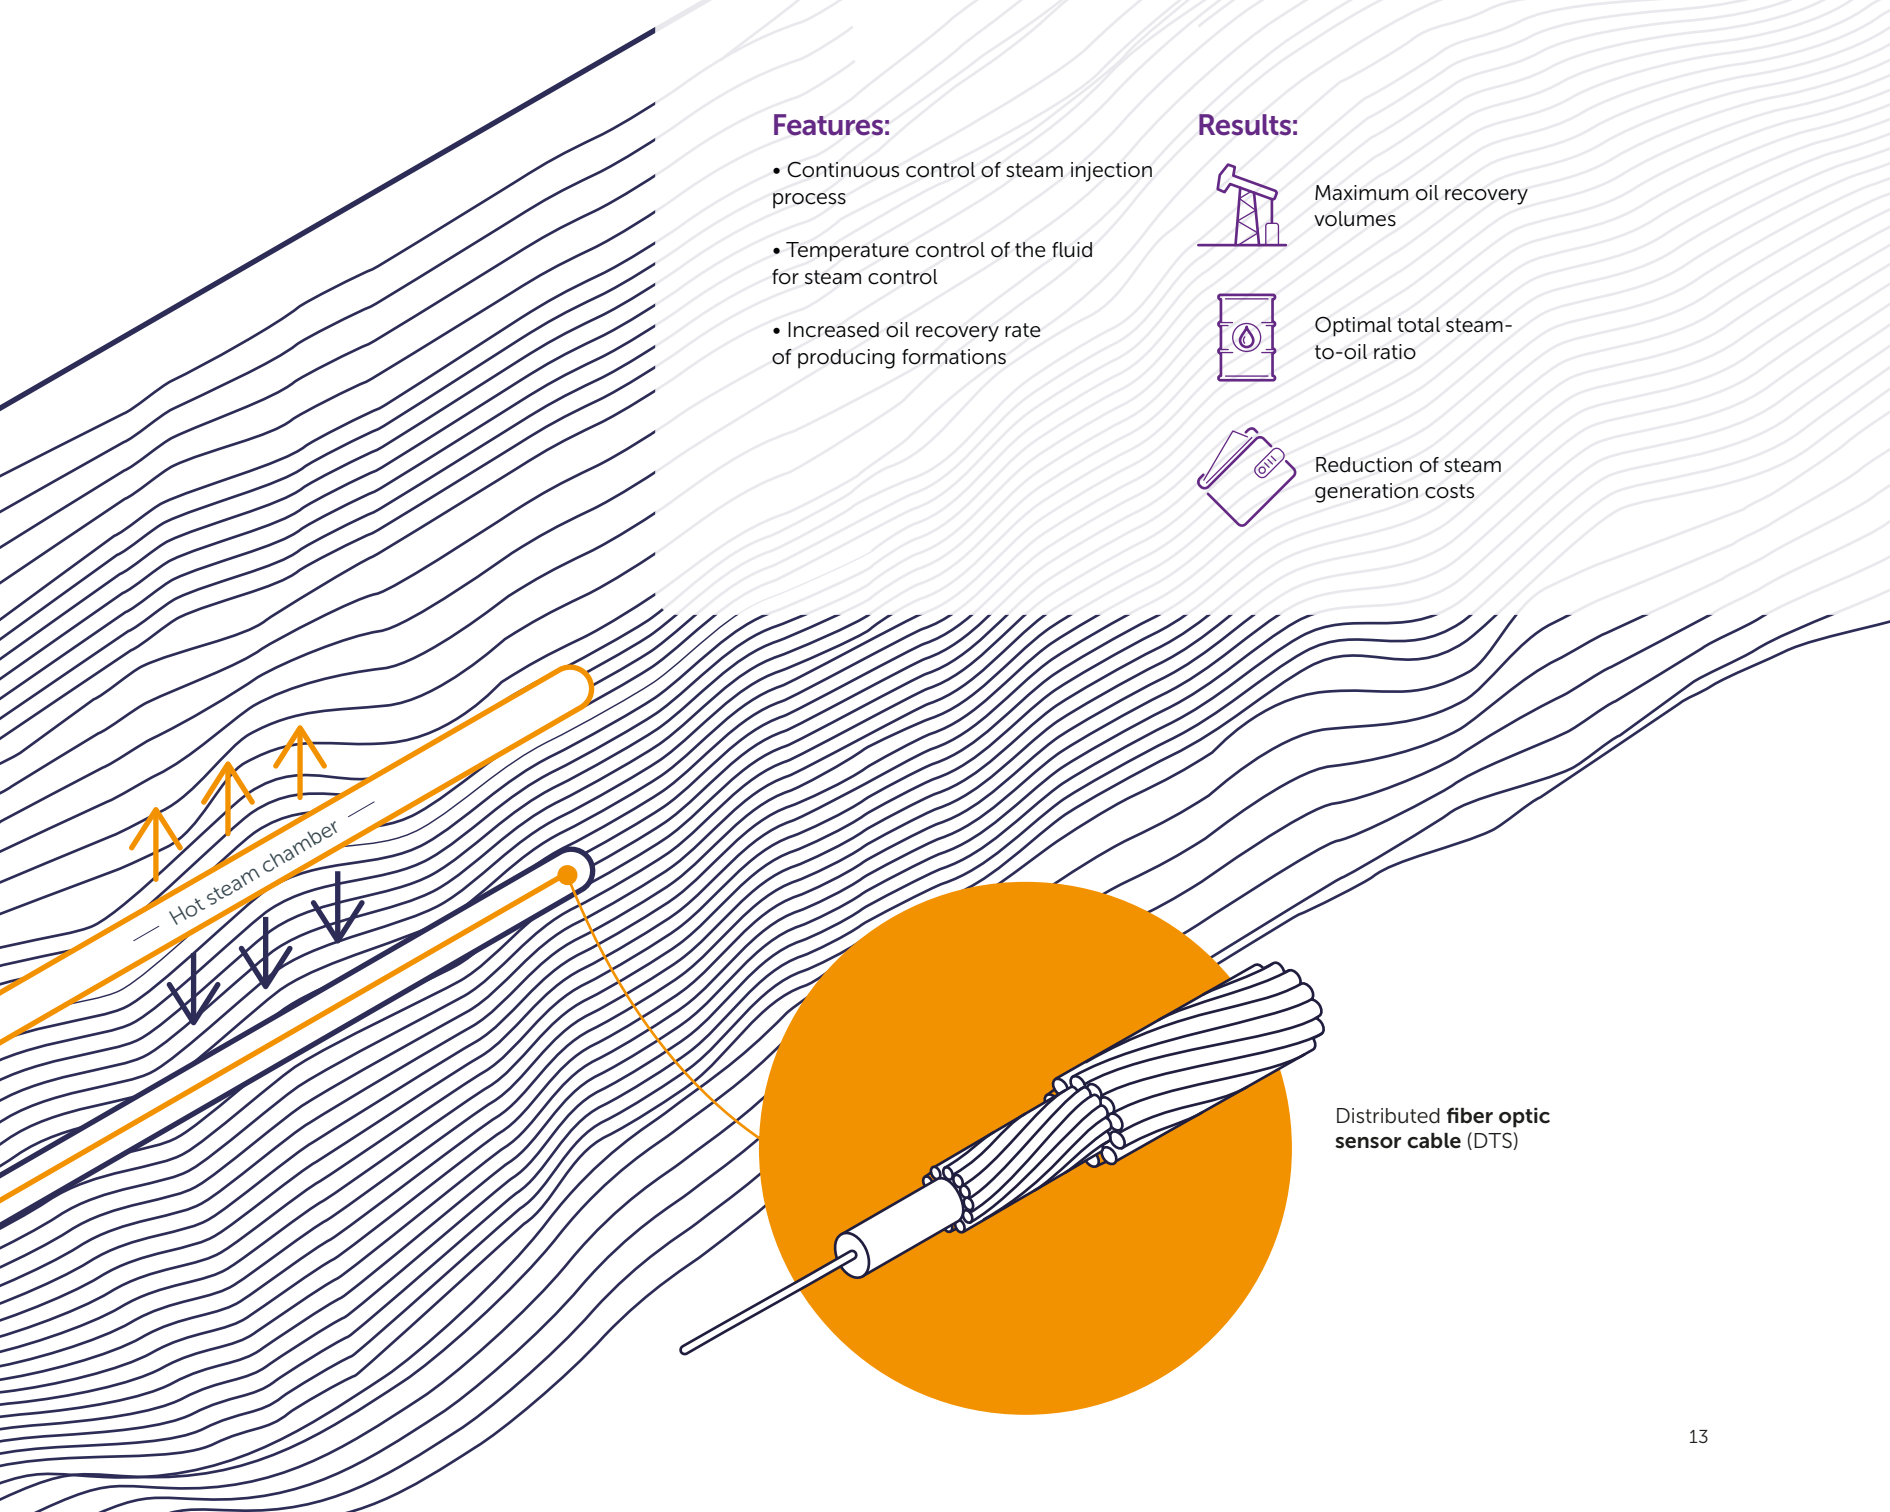 Features:
• Continuous control of steam injection
process
• Temperature control of the fluid
for steam control
• Increased oil recovery rate
of producing formations
Results:
Maximum oil recovery
volumes
Optimal total steam-
to-oil ratio
Reduction of steam
generation costs
Hot steam chamber
Distributed fiber optic
sensor cable (DTS)
13